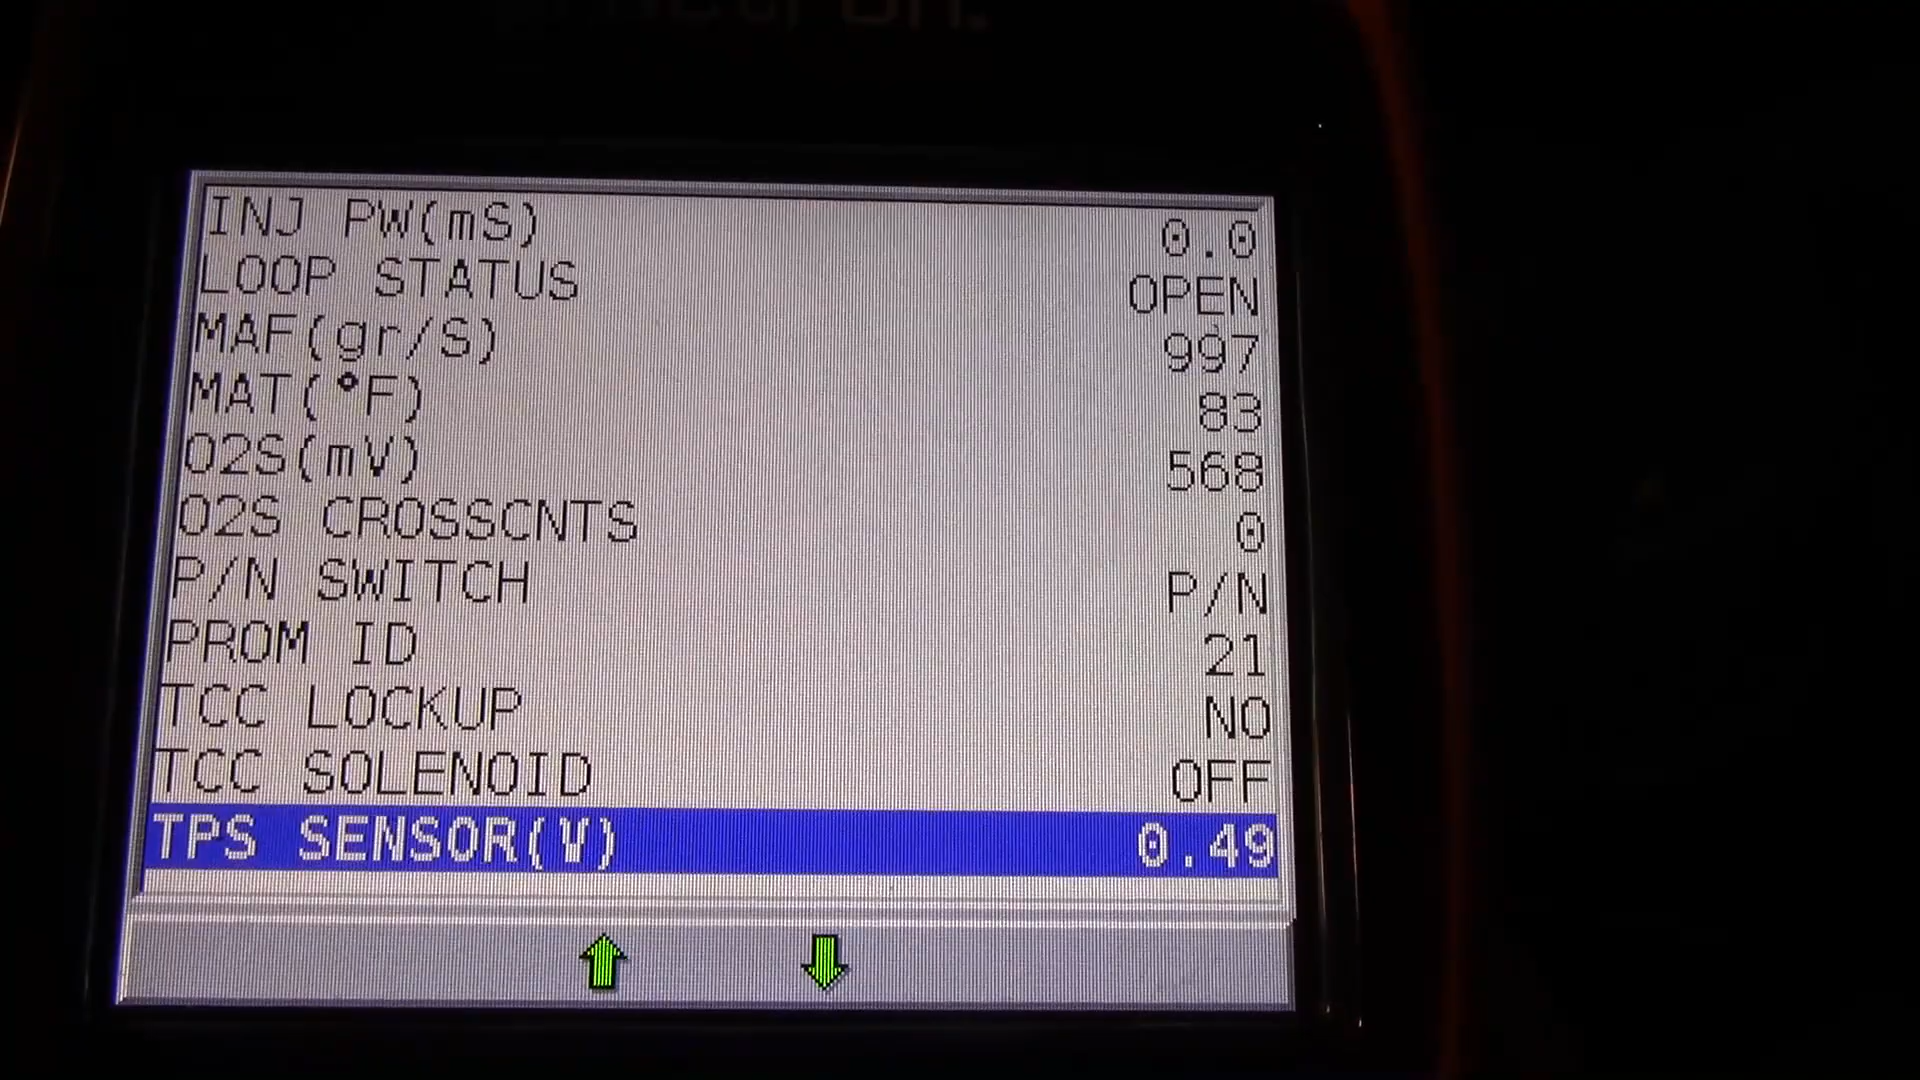 INJ PW(mS) 0.0
LOOP STATUS OPEN
MAF(gr/S) 997
MAT(°F) 83
O2S(mV) 568
O2S CROSSCNTS 0
P/N SWITCH P/N
PROM ID 21
TCC LOCKUP NO
TCC SOLENOID OFF
TPS SENSOR(V) 0.49